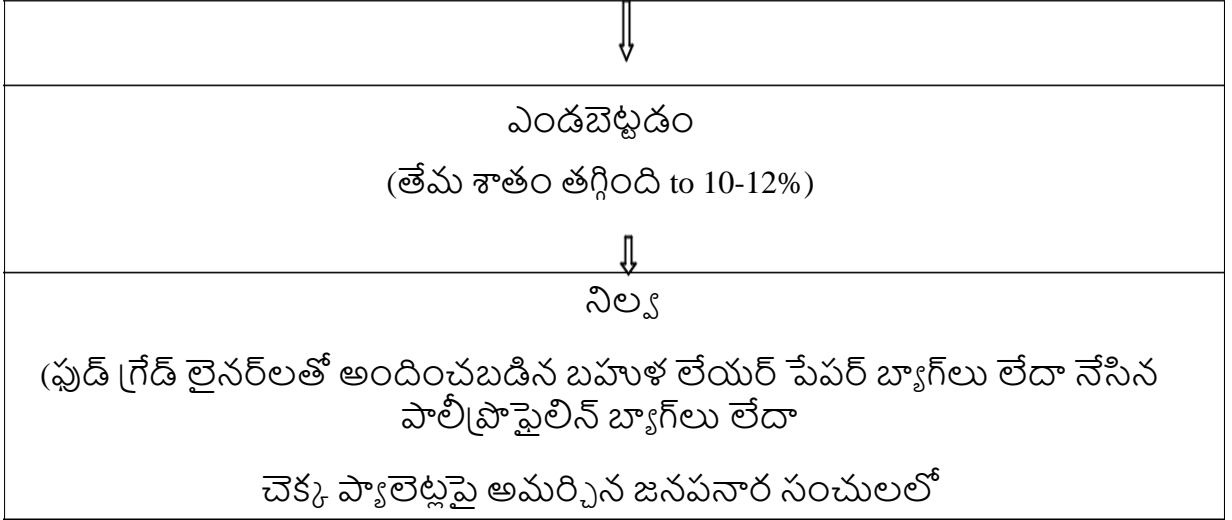 ఎండబెట్టడం
(తేమ శాతం తగ్గింది to 10-12%)
నిల్వ
(ఫుడ్ గ్రేడ్ లైనర్‌లతో అందించబడిన బహుళ లేయర్ పేపర్ బ్యాగ్‌లు లేదా నేసిన
పాలీప్రొఫైలిన్ బ్యాగ్‌లు లేదా
చెక్క ప్యాలెట్లపై అమర్చిన జనపనార సంచులలో